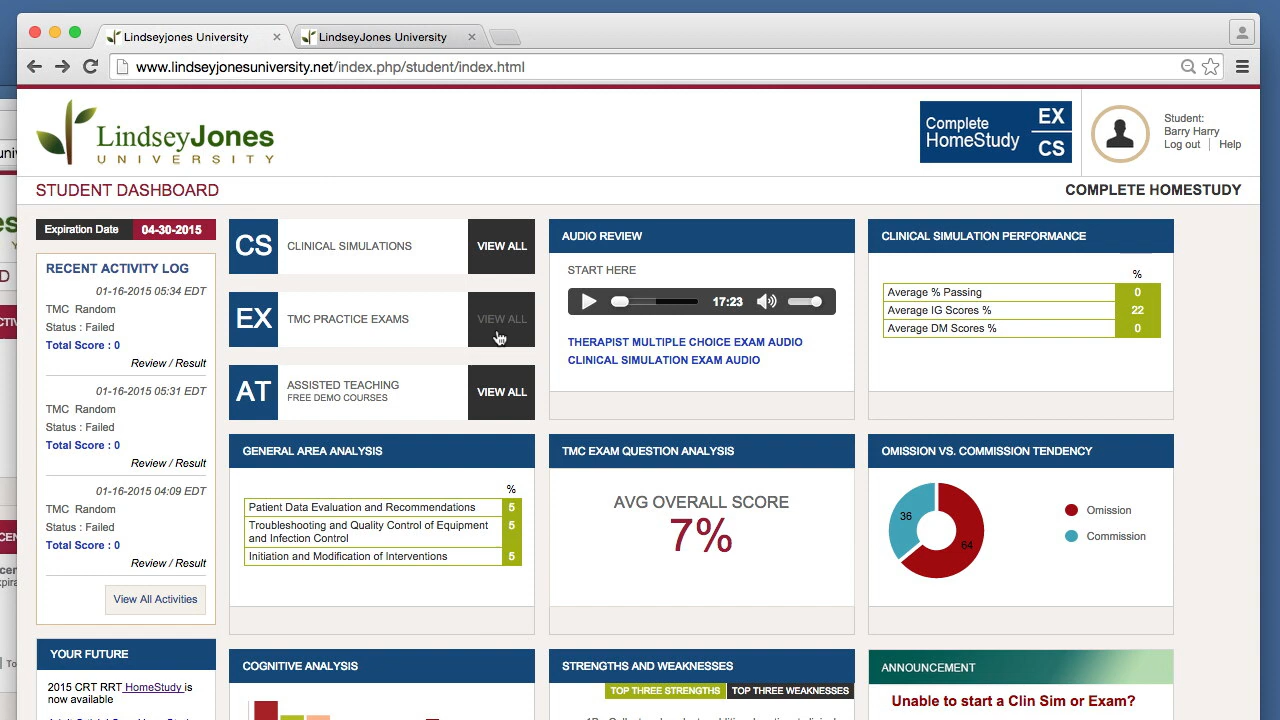 Lindseyjones University
LindseyJones University
www.lindseyjonesuniversity.net/index.php/student/index.html
LindseyJones
UNIVERSITY
Complete
HomeStudy
EX
CS
Student:
Barry Harry
Log out | Help
STUDENT DASHBOARD
COMPLETE HOMESTUDY
Expiration Date 04-30-2015
RECENT ACTIVITY LOG
01-16-2015 05:34 EDT
TMC Random
Status : Failed
Total Score : 0
Review / Result
01-16-2015 05:31 EDT
TMC Random
Status : Failed
Total Score : 0
Review / Result
01-16-2015 04:09 EDT
TMC Random
Status : Failed
Total Score : 0
Review / Result
View All Activities
YOUR FUTURE
2015 CRT RRT HomeStudy is
now available
CS CLINICAL SIMULATIONS VIEW ALL
EX TMC PRACTICE EXAMS VIEW ALL
AT ASSISTED TEACHING VIEW ALL
FREE DEMO COURSES
AUDIO REVIEW
START HERE
17:23
THERAPIST MULTIPLE CHOICE EXAM AUDIO
CLINICAL SIMULATION EXAM AUDIO
CLINICAL SIMULATION PERFORMANCE
%
Average % Passing 0
Average IG Scores % 22
Average DM Scores % 0
GENERAL AREA ANALYSIS
%
Patient Data Evaluation and Recommendations 5
Troubleshooting and Quality Control of Equipment 5
and Infection Control
Initiation and Modification of Interventions 5
TMC EXAM QUESTION ANALYSIS
AVG OVERALL SCORE
7%
OMISSION VS. COMMISSION TENDENCY
36
64
Omission
Commission
COGNITIVE ANALYSIS
STRENGTHS AND WEAKNESSES
TOP THREE STRENGTHS TOP THREE WEAKNESSES
ANNOUNCEMENT
Unable to start a Clin Sim or Exam?